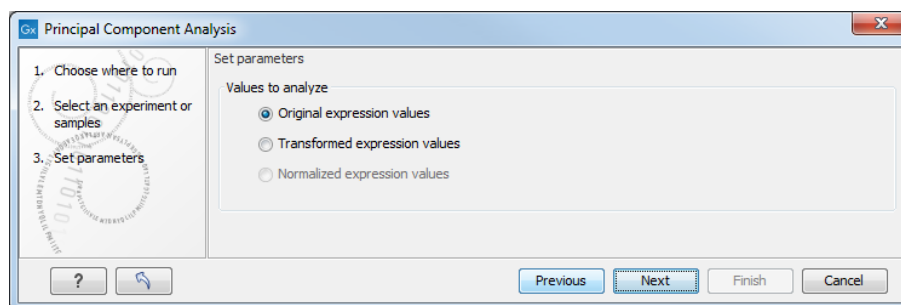 Gx Principal Component Analysis
X
1. Choose where to run
2. Select an experiment or
samples
3. Set parameters
Set parameters
Values to analyze
Original expression values
Transformed expression values
Normalized expression values
?
Previous
Next
Finish
Cancel